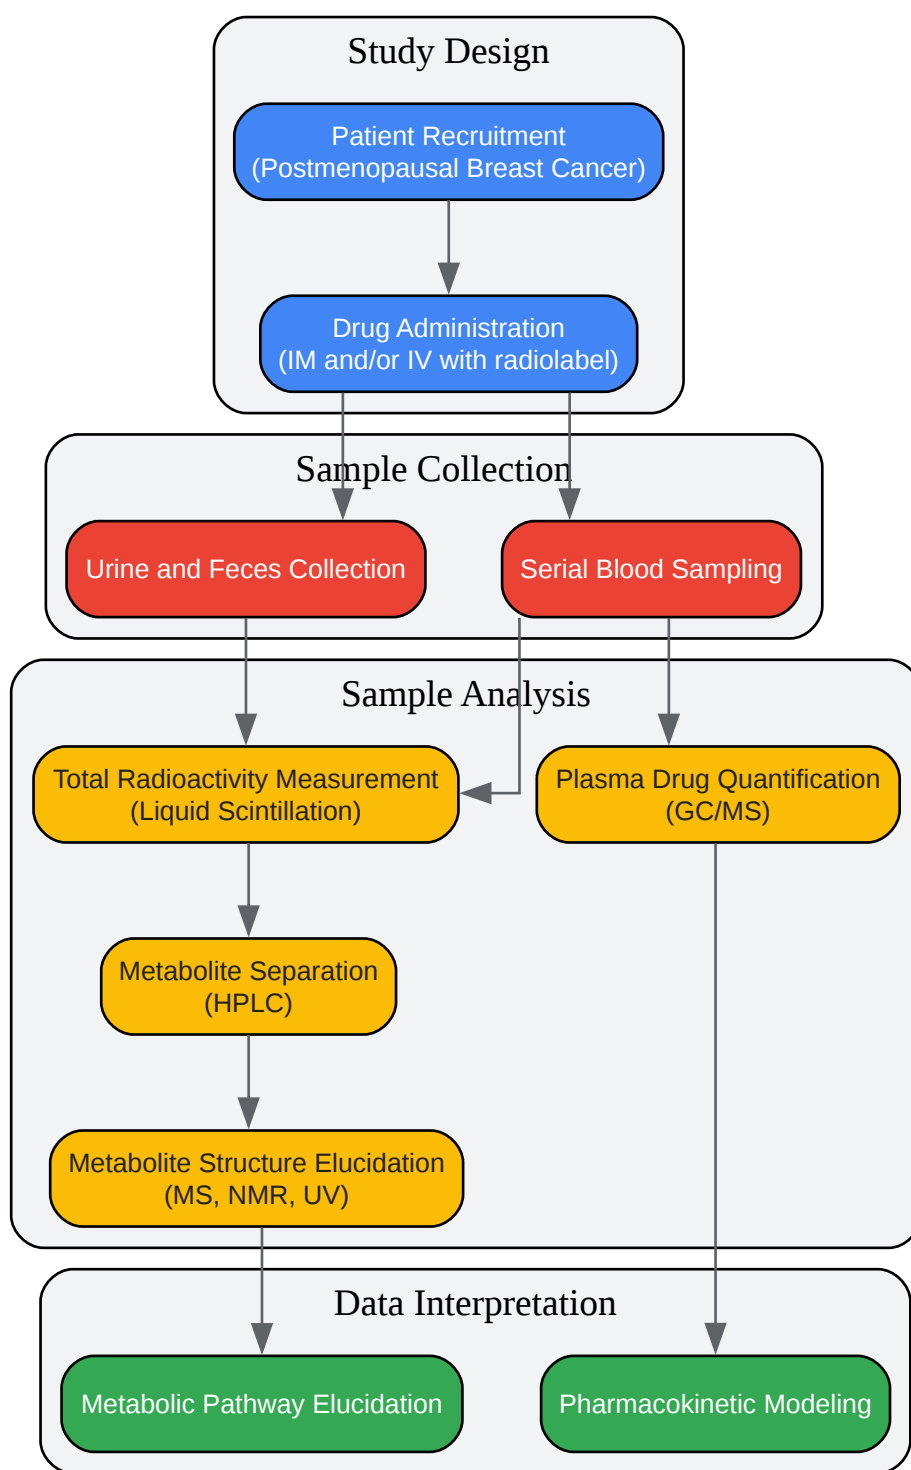 Study Design
Patient Recruitment
(Postmenopausal Breast Cancer)
Drug Administration
(IM and/or IV with radiolabel)
Sample Collection
Urine and Feces Collection
Serial Blood Sampling
Sample Analysis
Total Radioactivity Measurement
(Liquid Scintillation)
Plasma Drug Quantification
(GC/MS)
Metabolite Separation
(HPLC)
Metabolite Structure Elucidation
(MS, NMR, UV)
Data Interpretation
Metabolic Pathway Elucidation
Pharmacokinetic Modeling